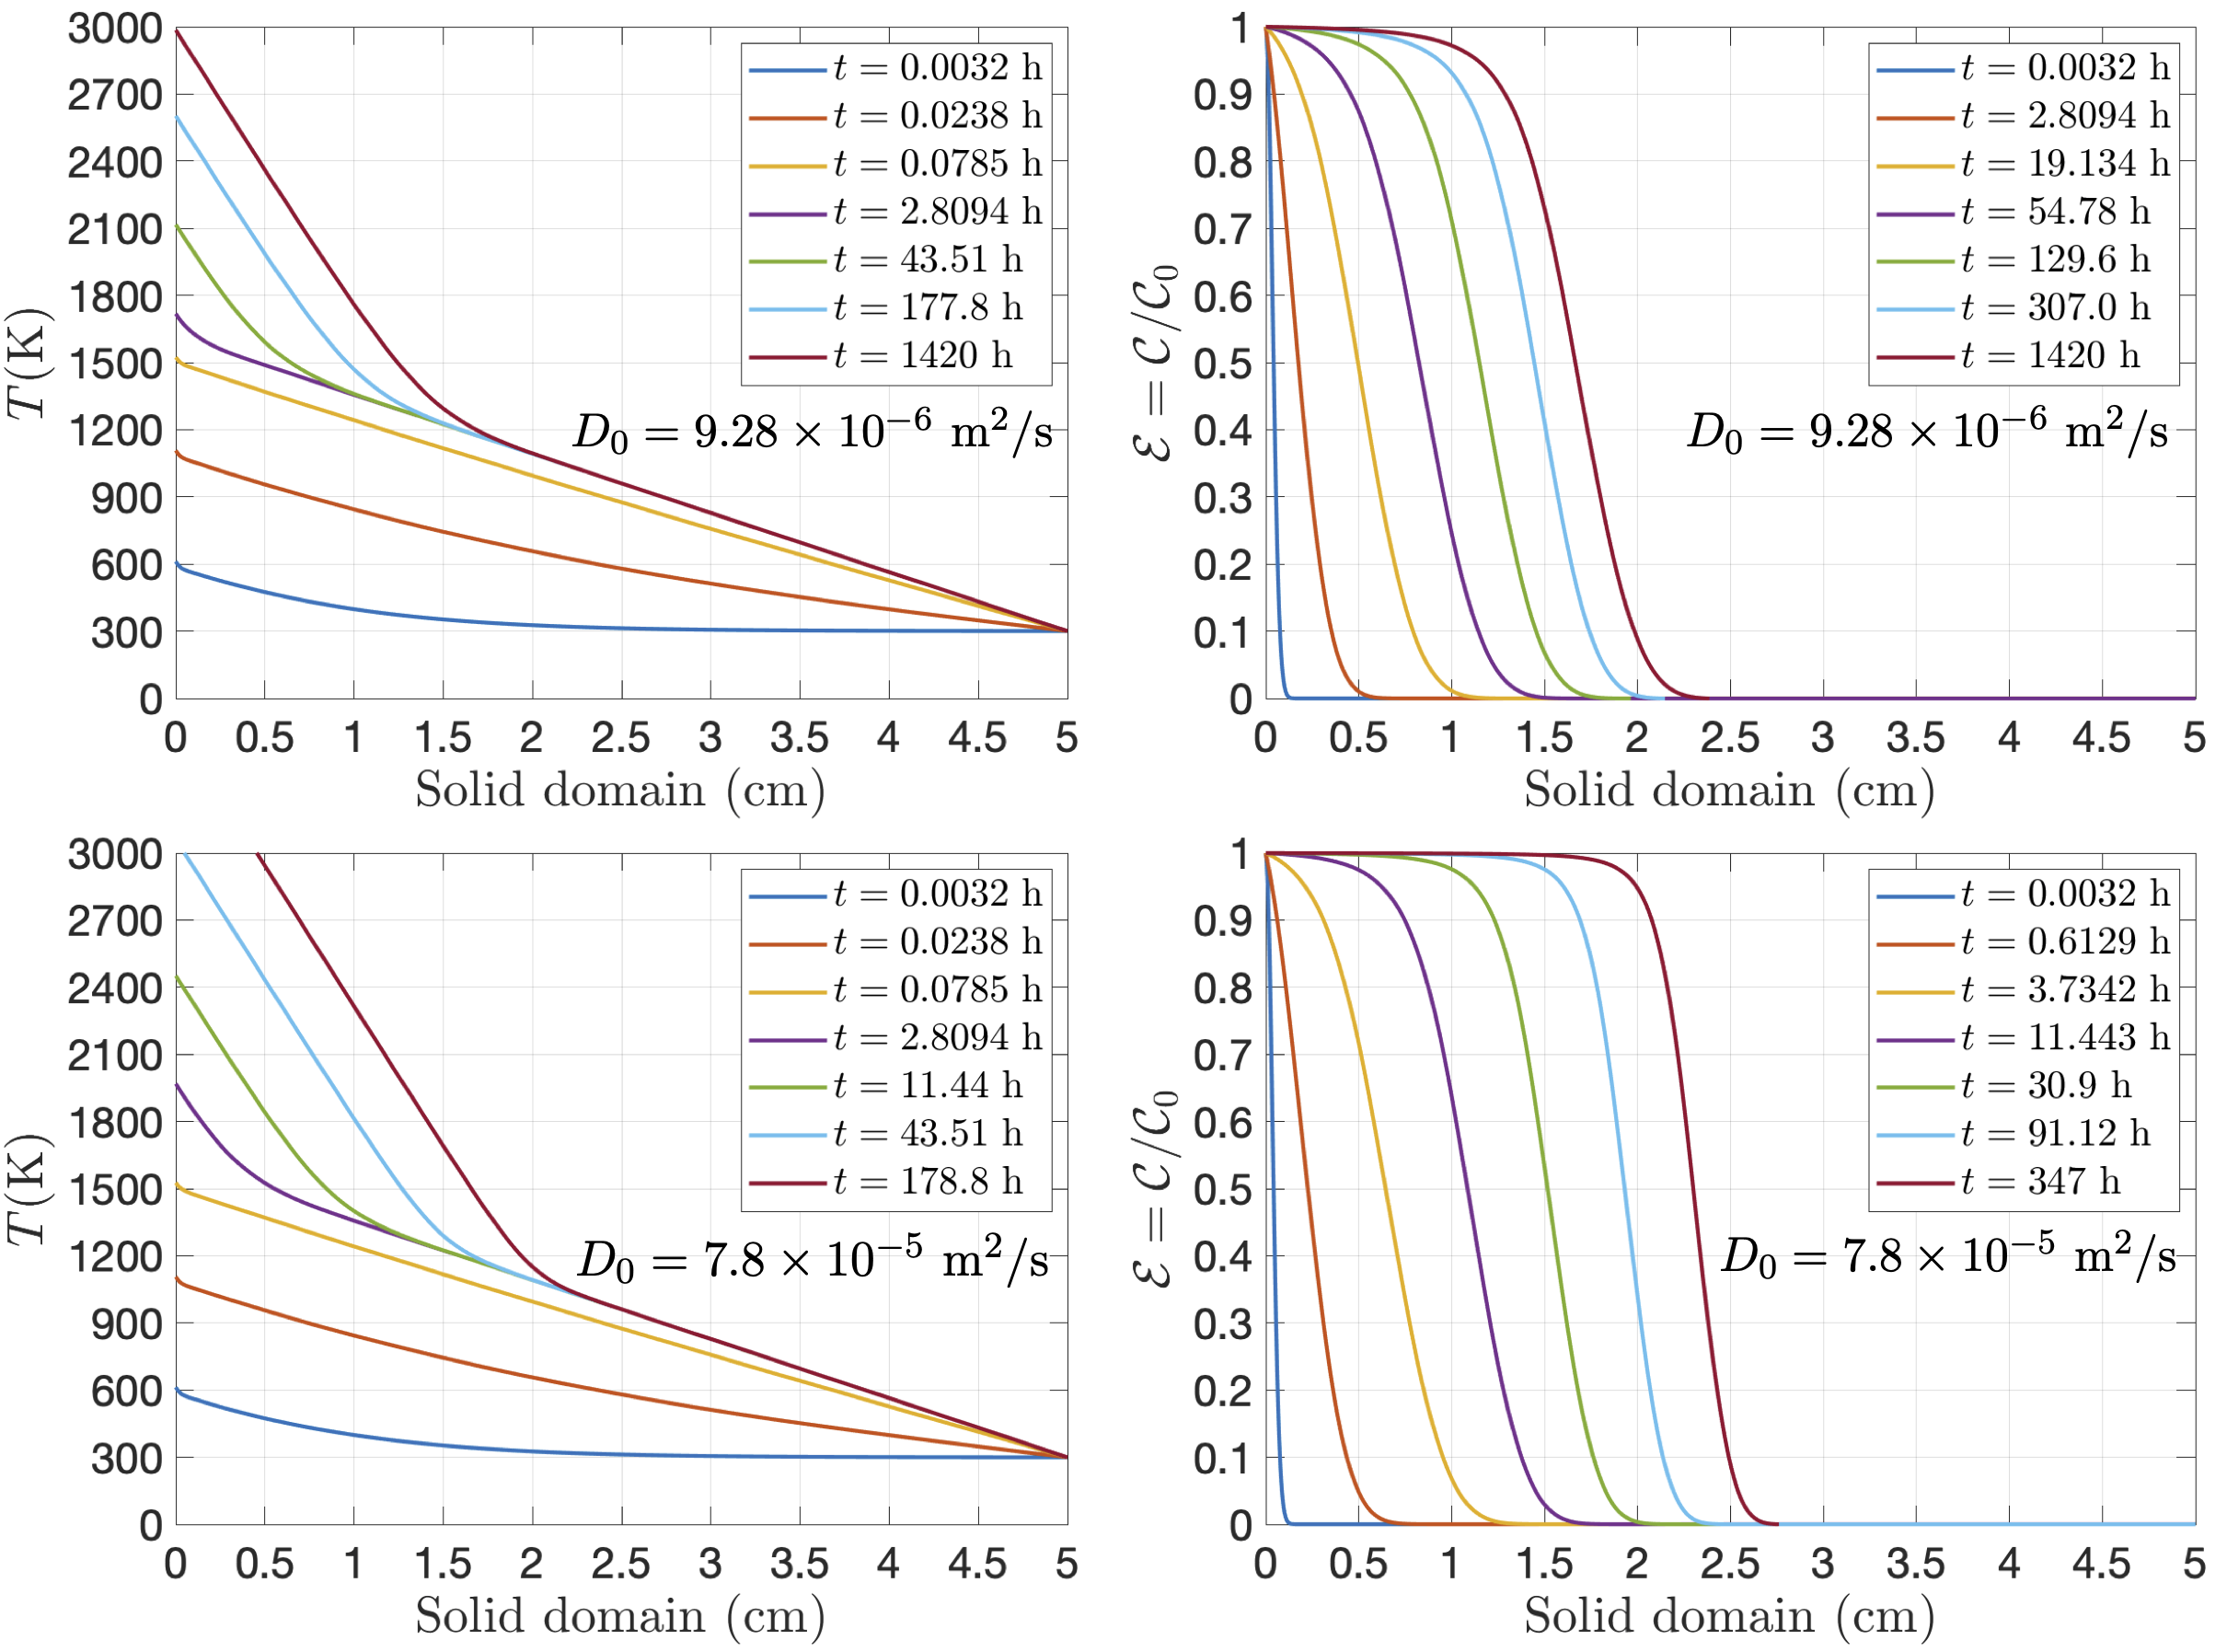 3000
2700
2400
2100
1800
1500
1200
900
600
300
0
T(K)
t = 0.0032 h
t = 0.0238 h
t = 0.0785 h
t = 2.8094 h
t = 43.51 h
t = 177.8 h
t = 1420 h
D₀ = 9.28 × 10⁻⁶ m²/s
0 0.5 1 1.5 2 2.5 3 3.5 4 4.5 5
Solid domain (cm)
1
0.9
0.8
0.7
0.6
0.5
0.4
0.3
0.2
0.1
0
ℰ = 𝒞/𝒞₀
t = 0.0032 h
t = 2.8094 h
t = 19.134 h
t = 54.78 h
t = 129.6 h
t = 307.0 h
t = 1420 h
D₀ = 9.28 × 10⁻⁶ m²/s
0 0.5 1 1.5 2 2.5 3 3.5 4 4.5 5
Solid domain (cm)
3000
2700
2400
2100
1800
1500
1200
900
600
300
0
T(K)
t = 0.0032 h
t = 0.0238 h
t = 0.0785 h
t = 2.8094 h
t = 11.44 h
t = 43.51 h
t = 178.8 h
D₀ = 7.8 × 10⁻⁵ m²/s
0 0.5 1 1.5 2 2.5 3 3.5 4 4.5 5
Solid domain (cm)
1
0.9
0.8
0.7
0.6
0.5
0.4
0.3
0.2
0.1
0
ℰ = 𝒞/𝒞₀
t = 0.0032 h
t = 0.6129 h
t = 3.7342 h
t = 11.443 h
t = 30.9 h
t = 91.12 h
t = 347 h
D₀ = 7.8 × 10⁻⁵ m²/s
0 0.5 1 1.5 2 2.5 3 3.5 4 4.5 5
Solid domain (cm)